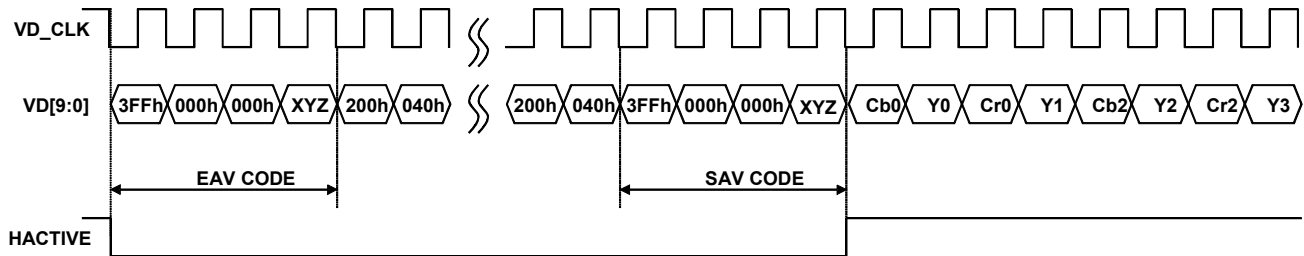 VD_CLK
VD[9:0] 3FFh 000h 000h XYZ 200h 040h 200h 040h 3FFh 000h 000h XYZ Cb0 Y0 Cr0 Y1 Cb2 Y2 Cr2 Y3
EAV CODE SAV CODE
HACTIVE